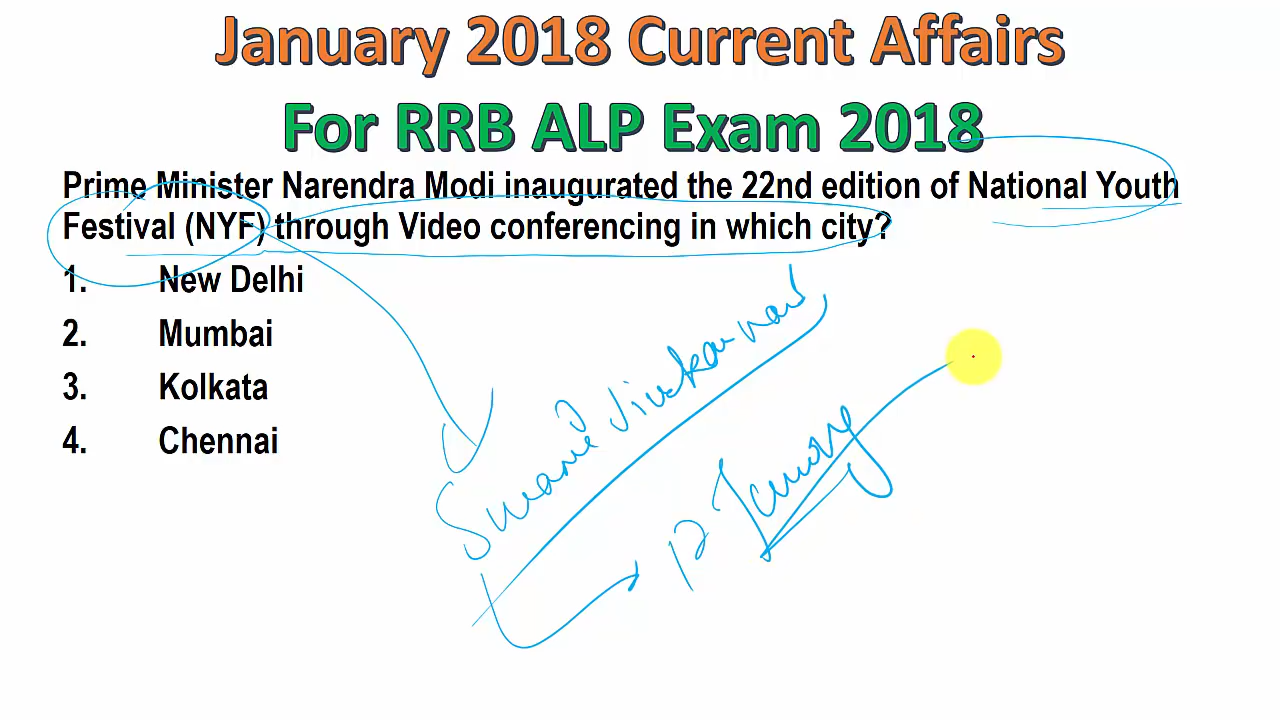 January 2018 Current Affairs
For RRB ALP Exam 2018
Prime Minister Narendra Modi inaugurated the 22nd edition of National Youth
Festival (NYF) through Video conferencing in which city?
1. New Delhi
2. Mumbai
3. Kolkata
4. Chennai
Swami
12